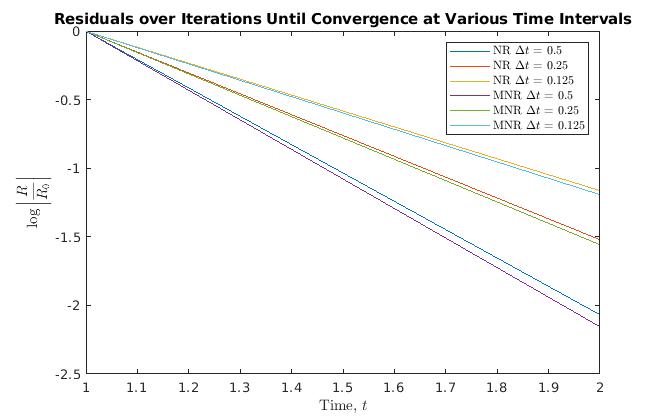 Residuals over Iterations Until Convergence at Various Time Intervals
0
-0.5
-1
-1.5
-2
-2.5
log |R/R₀|
NR Δt = 0.5
NR Δt = 0.25
NR Δt = 0.125
MNR Δt = 0.5
MNR Δt = 0.25
MNR Δt = 0.125
1 1.1 1.2 1.3 1.4 1.5 1.6 1.7 1.8 1.9 2
Time, t